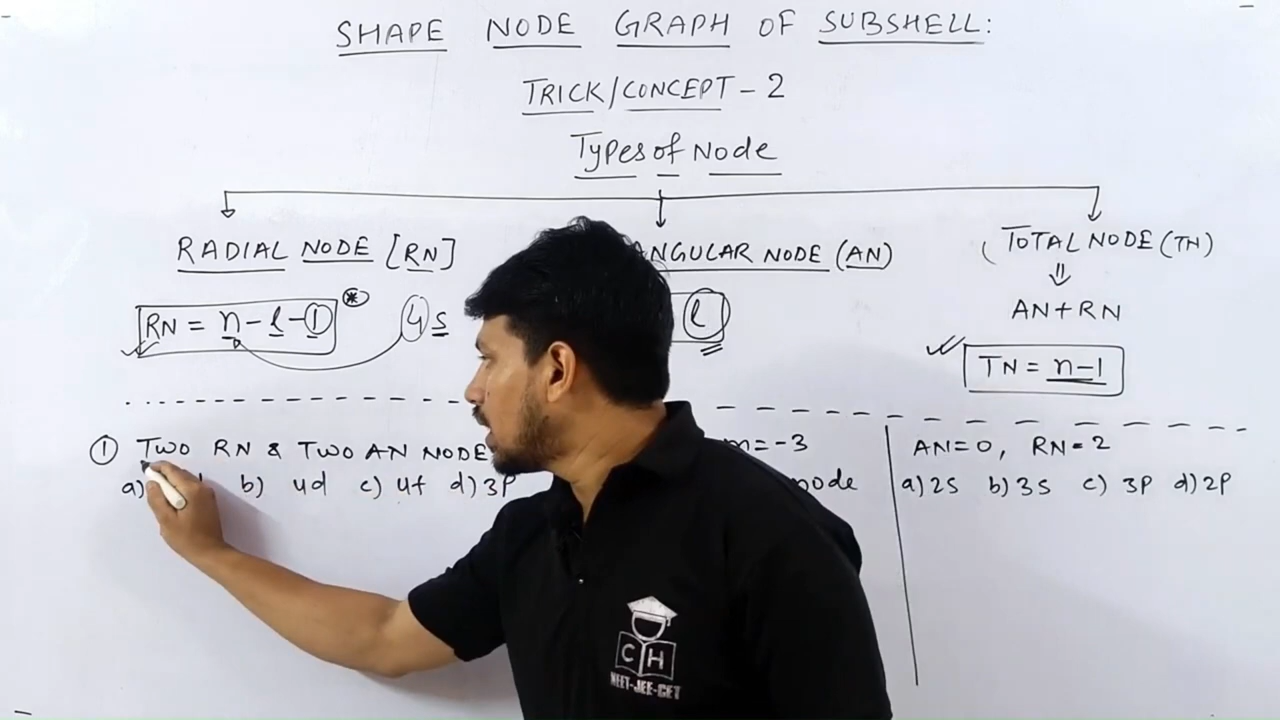 SHAPE NODE GRAPH OF SUBSHELL:
TRICK/CONCEPT - 2
Types of Node
RADIAL NODE [RN]
RN = n - l - 1
4s
ANGULAR NODE (AN)
l
TOTAL NODE (TN)
AN + RN
TN = n - 1
① TWO RN & TWO AN NODE
a) b) 4d c) 4f d) 3P
m = -3
node
AN = 0, RN = 2
a) 2S b) 3S c) 3P d) 2P
C H
NEET-JEE-CET